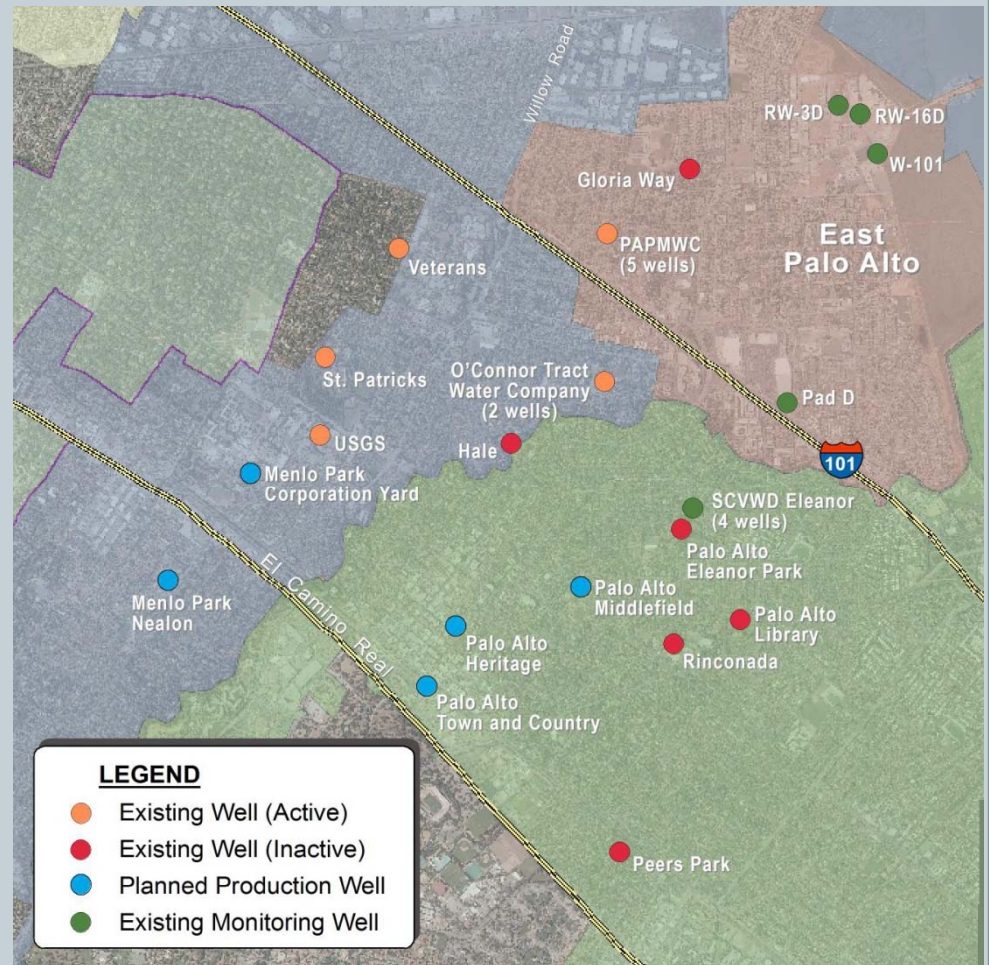 Willow Road
RW-3D
RW-16D
W-101
Gloria Way
PAPMWC
(5 wells)
East
Palo Alto
Veterans
St. Patricks
O'Connor Tract
Water Company
(2 wells)
Pad D
USGS
Hale
101
Menlo Park
Corporation Yard
SCVWD Eleanor
(4 wells)
Palo Alto
Eleanor Park
El Camino Real
Menlo Park
Nealon
Palo Alto
Middlefield
Palo Alto
Library
Palo Alto
Heritage
Rinconada
Palo Alto
Town and Country
Peers Park
LEGEND
Existing Well (Active)
Existing Well (Inactive)
Planned Production Well
Existing Monitoring Well